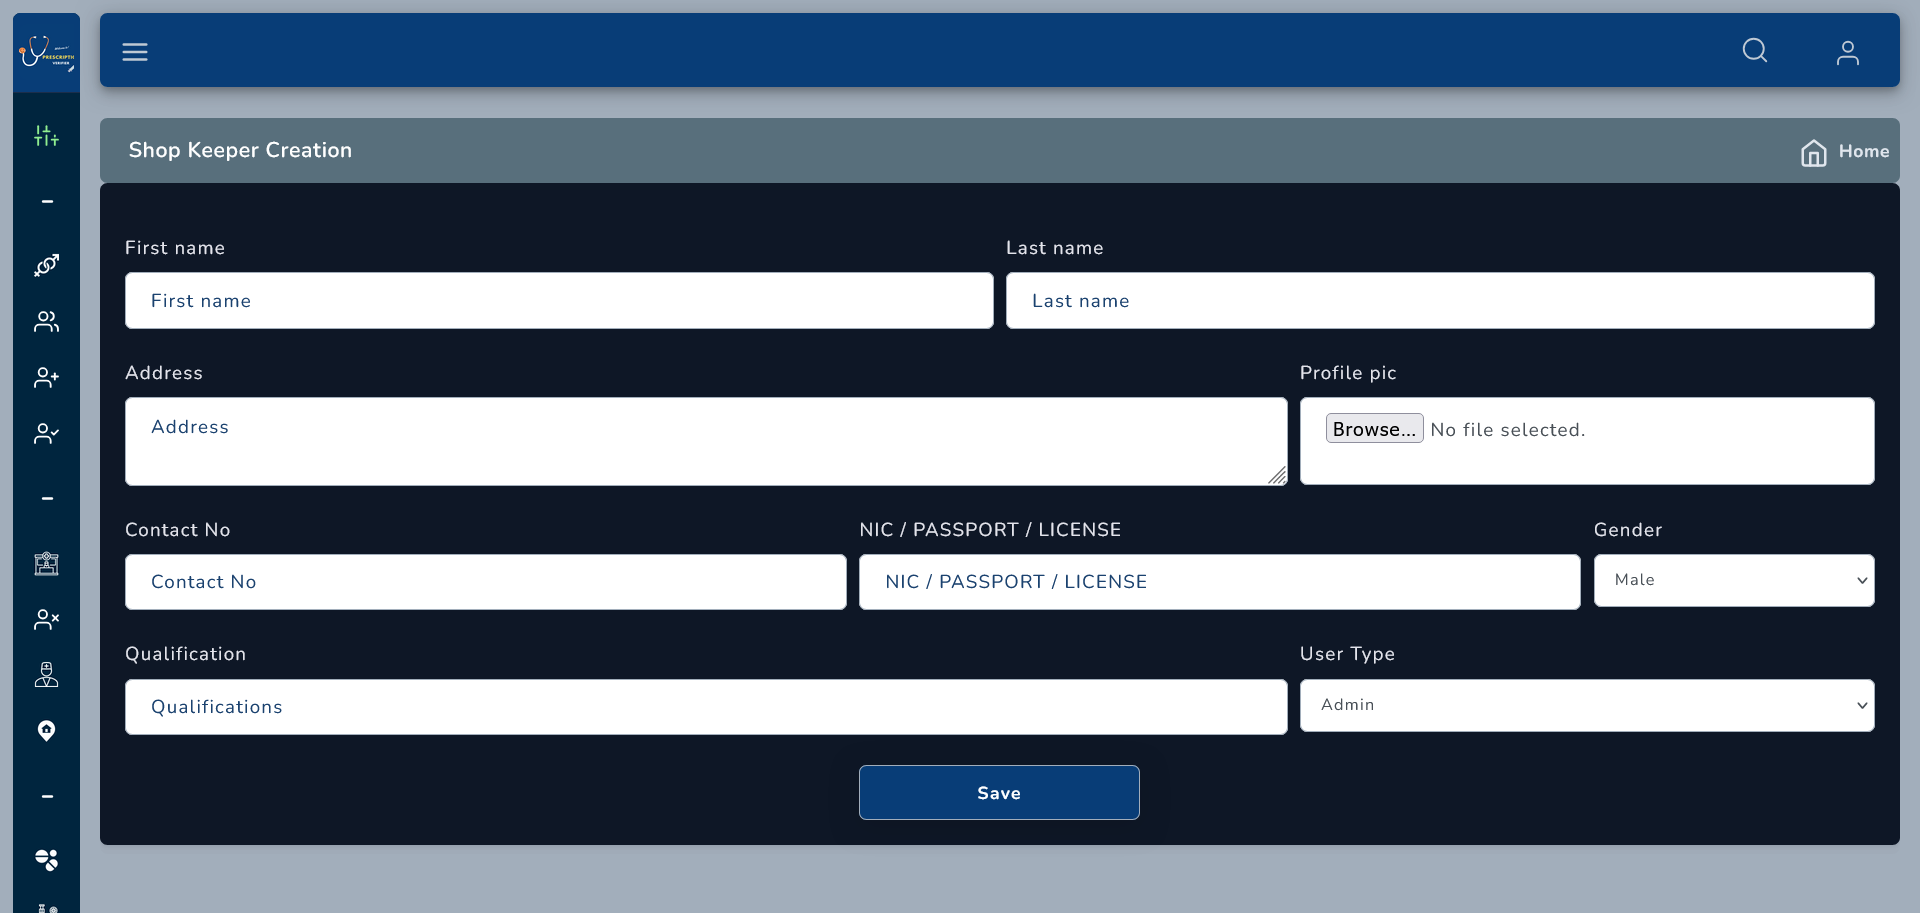 PRESCRIPTI
VERIFIER
Shop Keeper Creation
Home
First name
Last name
First name
Last name
Address
Profile pic
Address
Browse... No file selected.
Contact No
NIC / PASSPORT / LICENSE
Gender
Contact No
NIC / PASSPORT / LICENSE
Male
Qualification
User Type
Qualifications
Admin
Save